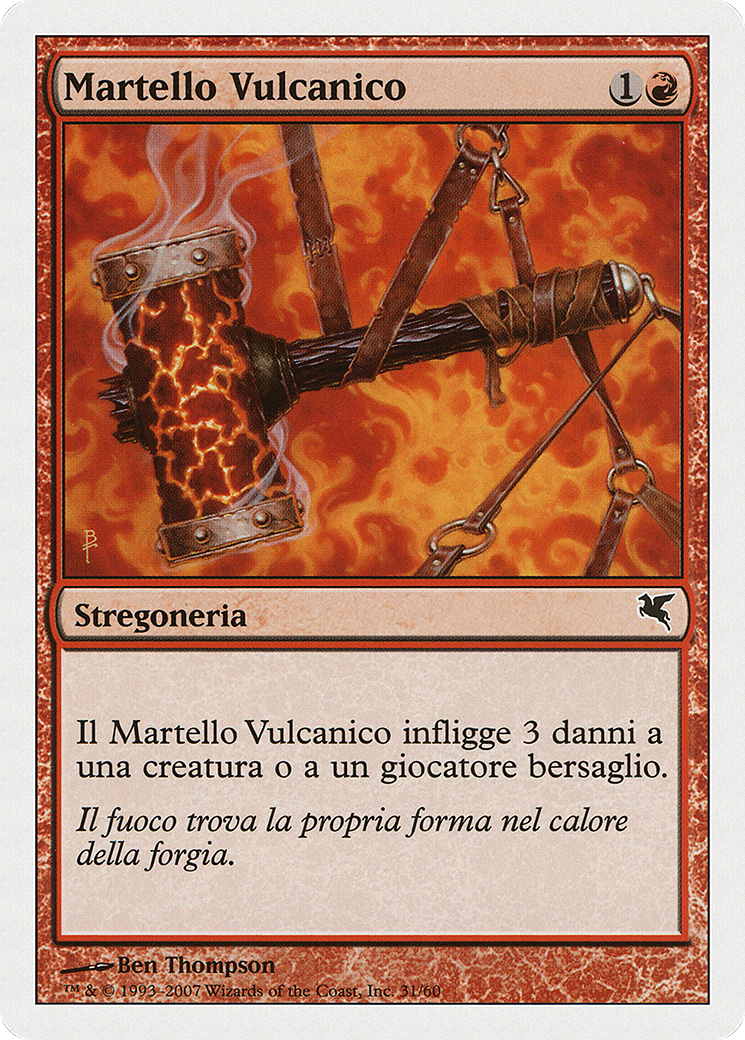 Martello Vulcanico 1
Stregoneria
Il Martello Vulcanico infligge 3 danni a
una creatura o a un giocatore bersaglio.
Il fuoco trova la propria forma nel calore
della forgia.
Ben Thompson
™ & © 1993–2007 Wizards of the Coast, Inc. 31/60